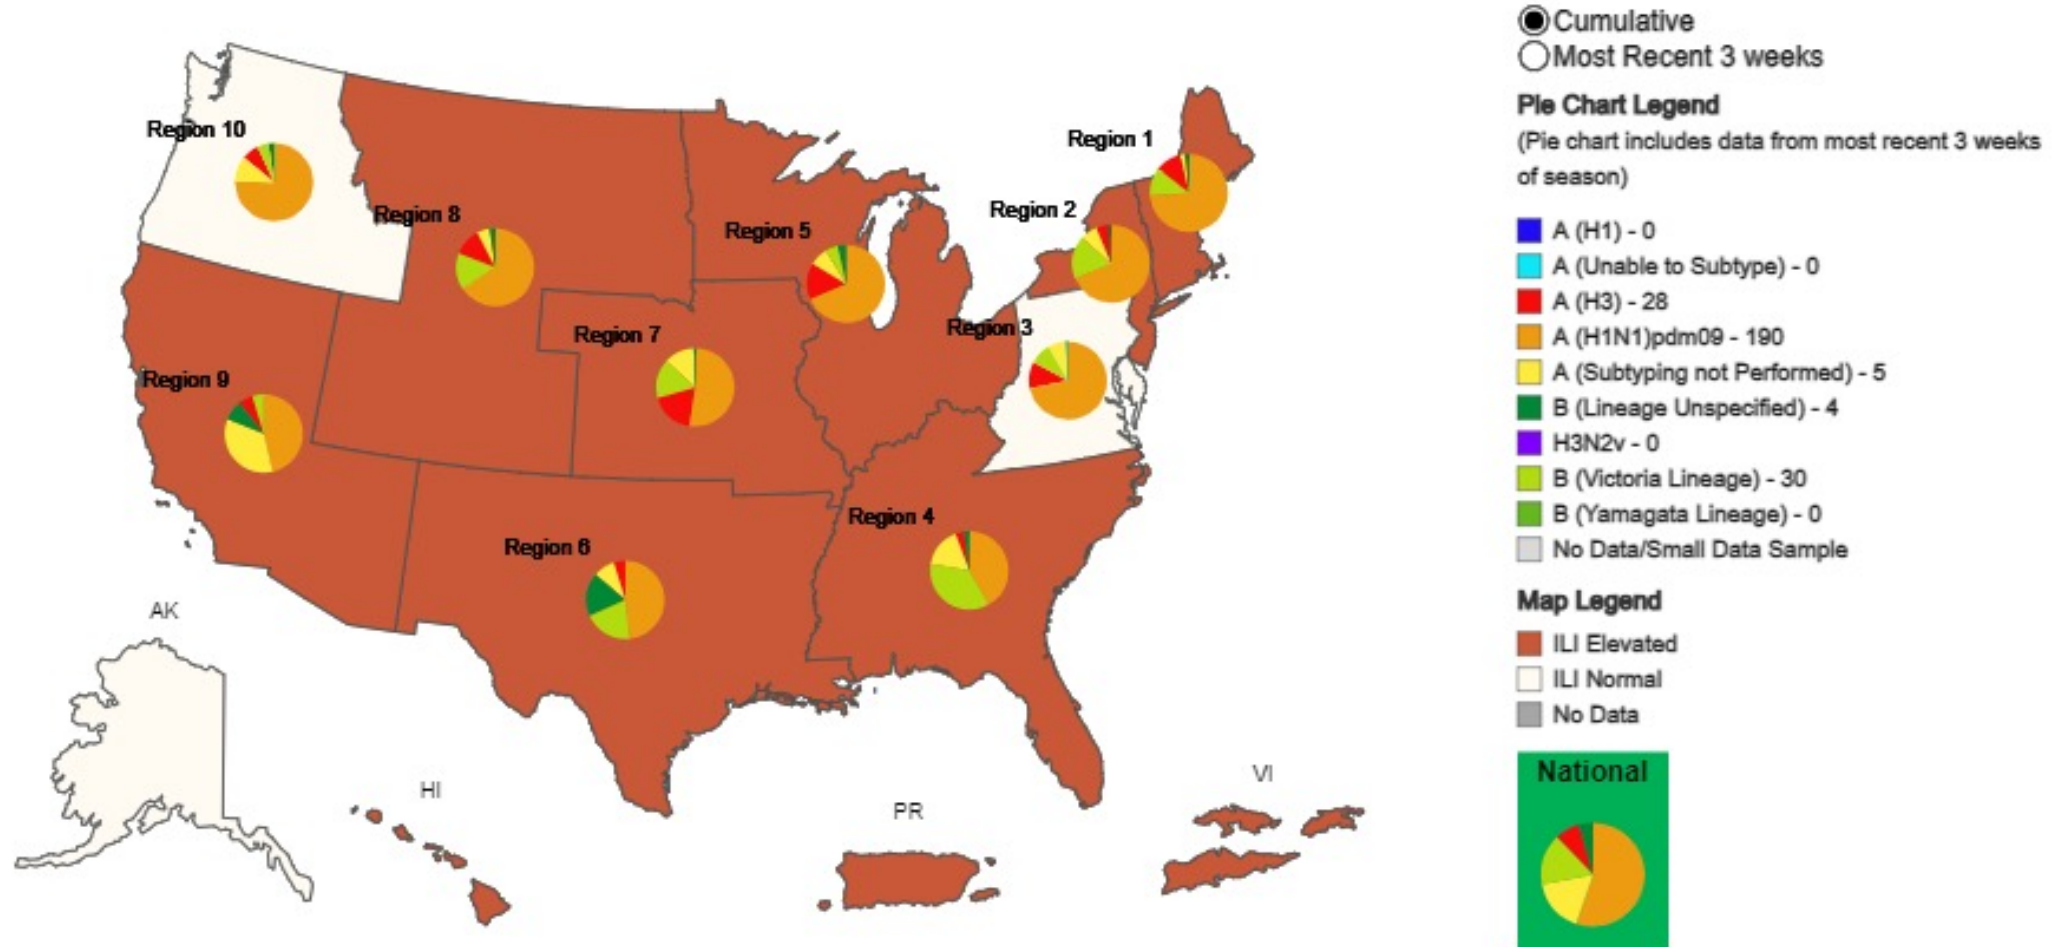 Cumulative
Most Recent 3 weeks
Pie Chart Legend
(Pie chart includes data from most recent 3 weeks
of season)
A (H1) - 0
A (Unable to Subtype) - 0
A (H3) - 28
A (H1N1)pdm09 - 190
A (Subtyping not Performed) - 5
B (Lineage Unspecified) - 4
H3N2v - 0
B (Victoria Lineage) - 30
B (Yamagata Lineage) - 0
No Data/Small Data Sample
Map Legend
ILI Elevated
ILI Normal
No Data
National
Region 10
Region 1
Region 8
Region 2
Region 5
Region 3
Region 7
Region 9
Region 4
Region 6
AK
HI
PR
VI